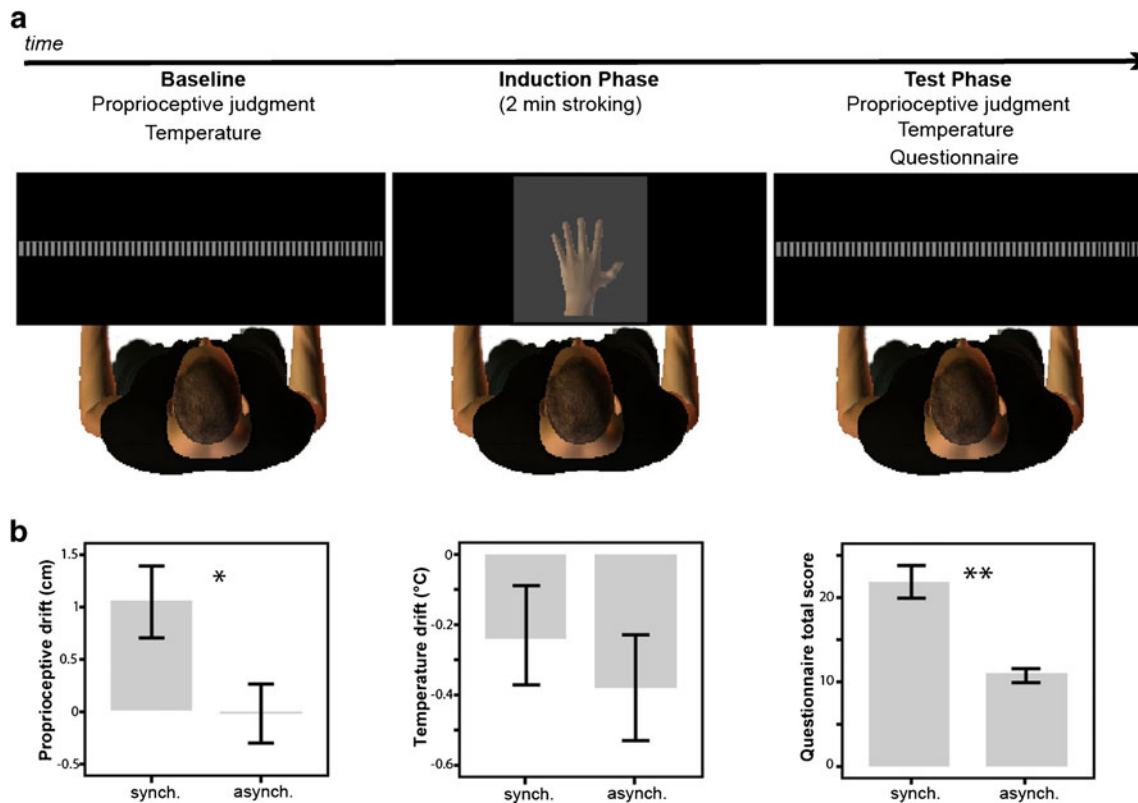 a
time
Baseline
Proprioceptive judgment
Temperature
Induction Phase
(2 min stroking)
Test Phase
Proprioceptive judgment
Temperature
Questionnaire
b
Proprioceptive drift (cm)
1.5
1
0.5
0
-0.5
*
synch.
asynch.
Temperature drift (°C)
0
-0.2
-0.4
-0.6
synch.
asynch.
Questionnaire total score
20
10
0
**
synch.
asynch.